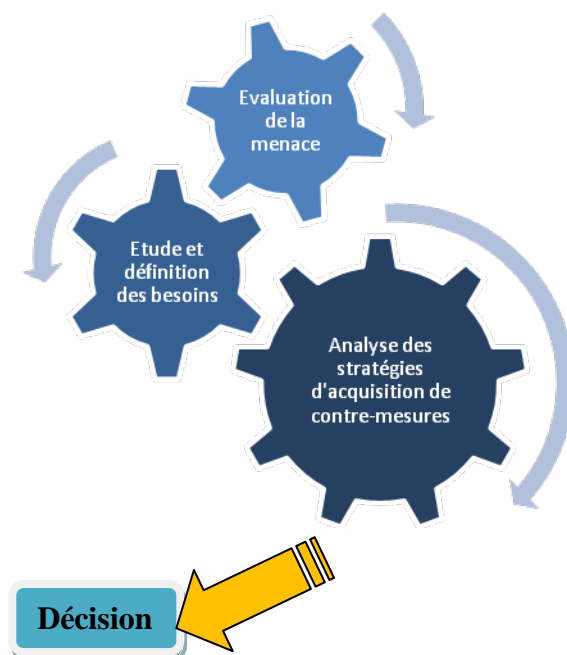 Evaluation
de la
menace
Etude et
définition
des besoins
Analyse des
stratégies
d'acquisition de
contre-mesures
Décision